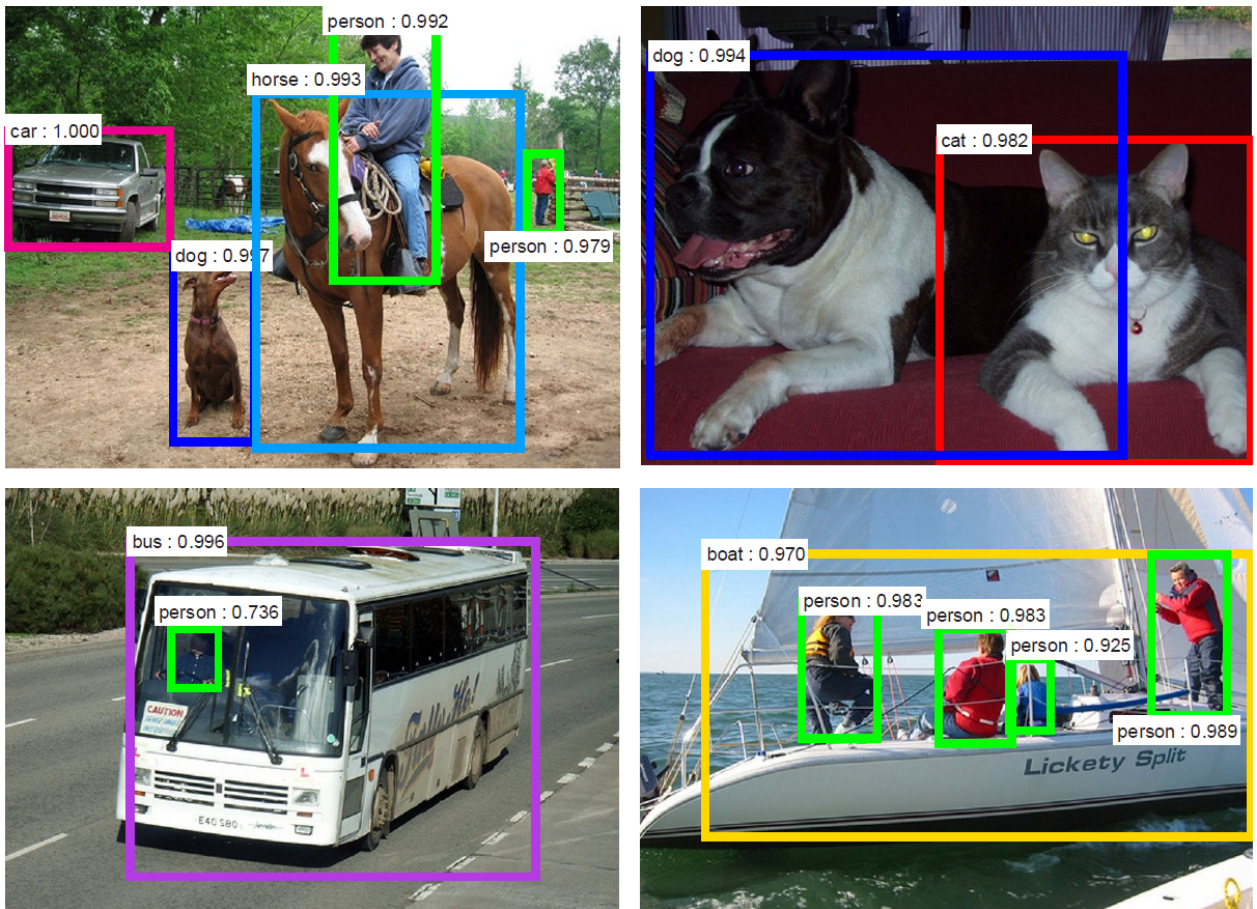 person : 0.992
horse : 0.993
car : 1.000
person : 0.979
dog : 0.997
dog : 0.994
cat : 0.982
bus : 0.996
person : 0.736
CAUTION
E40 SBO
boat : 0.970
person : 0.983
person : 0.983
person : 0.925
person : 0.989
Lickety Split